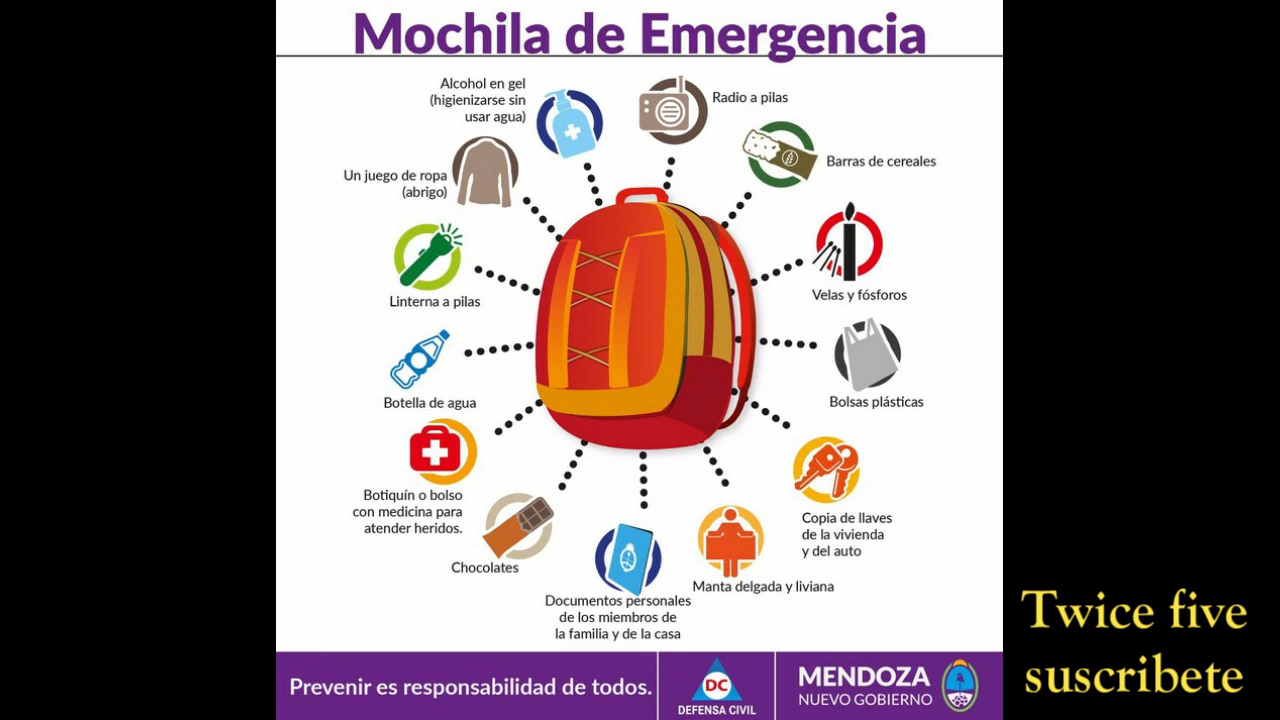 Mochila de Emergencia
Alcohol en gel
(higienizarse sin
usar agua)
Radio a pilas
Barras de cereales
Un juego de ropa
(abrigo)
Linterna a pilas
Velas y fósforos
Botella de agua
Bolsas plásticas
Botiquín o bolso
con medicina para
atender heridos.
Copia de llaves
de la vivienda
y del auto
Chocolates
Manta delgada y liviana
Documentos personales
de los miembros de
la familia y de la casa
Prevenir es responsabilidad de todos.
DC
DEFENSA CIVIL
MENDOZA
NUEVO GOBIERNO
Twice five
suscribete